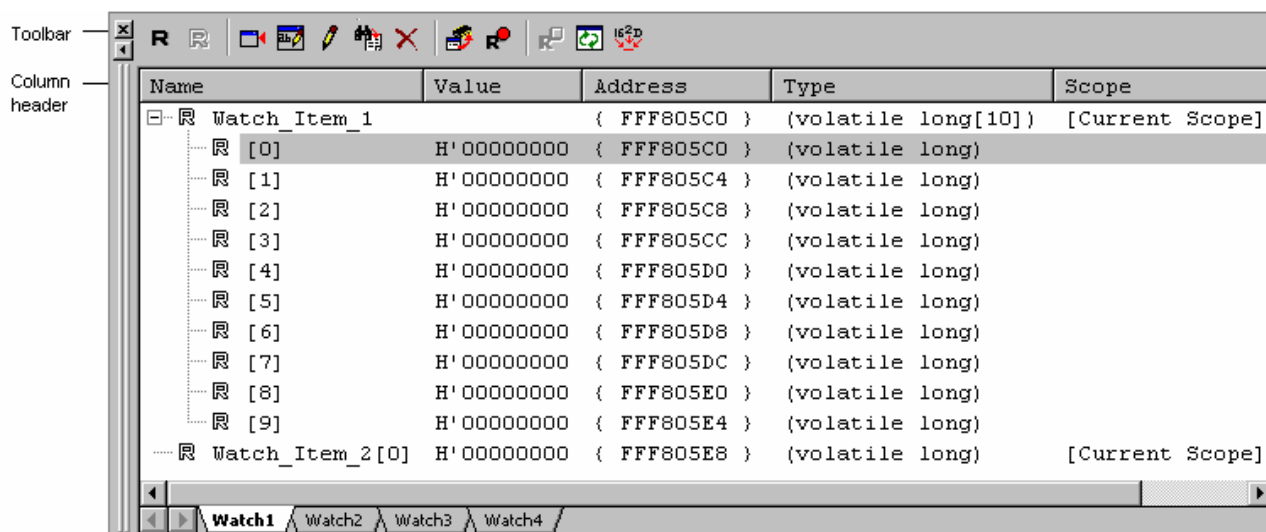 Toolbar
Column
header
Name Value Address Type Scope
Watch_Item_1 { FFF805C0 } (volatile long[10]) [Current Scope]
[0] H'00000000 { FFF805C0 } (volatile long)
[1] H'00000000 { FFF805C4 } (volatile long)
[2] H'00000000 { FFF805C8 } (volatile long)
[3] H'00000000 { FFF805CC } (volatile long)
[4] H'00000000 { FFF805D0 } (volatile long)
[5] H'00000000 { FFF805D4 } (volatile long)
[6] H'00000000 { FFF805D8 } (volatile long)
[7] H'00000000 { FFF805DC } (volatile long)
[8] H'00000000 { FFF805E0 } (volatile long)
[9] H'00000000 { FFF805E4 } (volatile long)
Watch_Item_2[0] H'00000000 { FFF805E8 } (volatile long) [Current Scope]
Watch1 Watch2 Watch3 Watch4